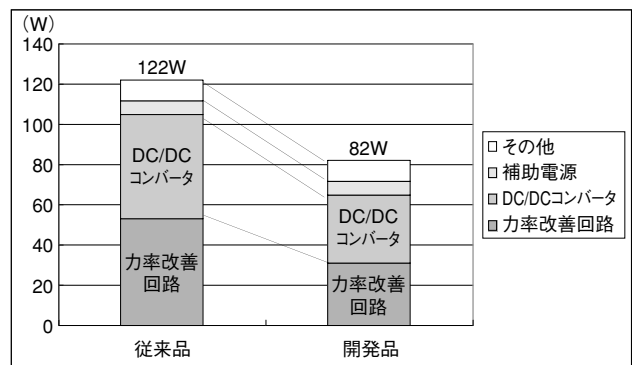 (W)
140
120
100
80
60
40
20
0
122W
DC/DC
コンバータ
力率改善
回路
従来品
82W
DC/DC
コンバータ
力率改善
回路
開発品
その他
補助電源
DC/DCコンバータ
力率改善回路